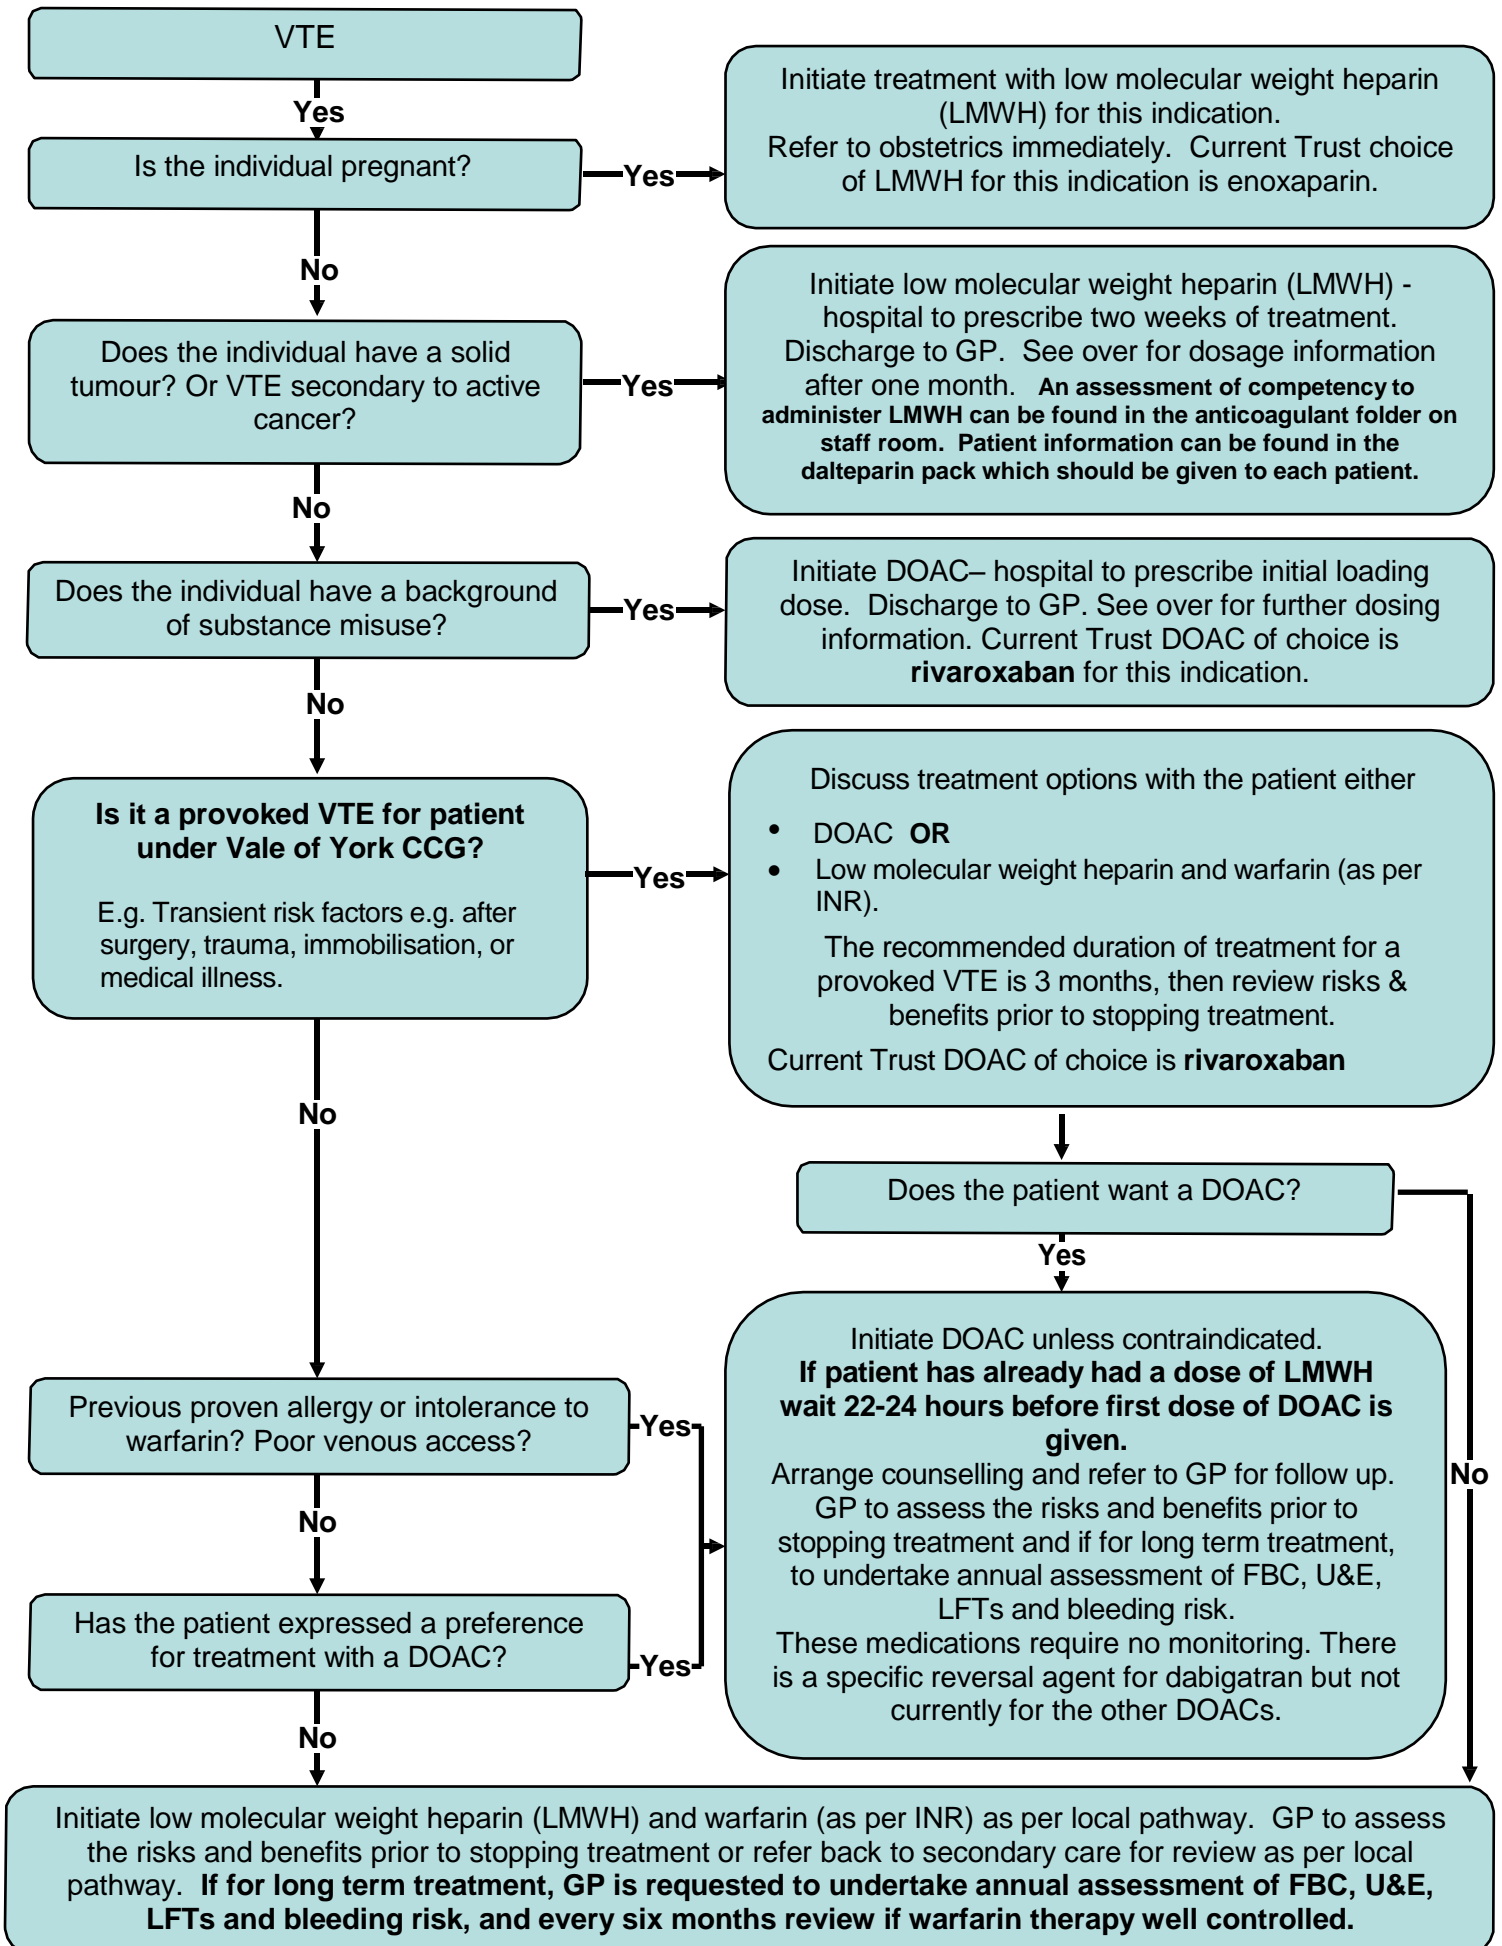 VTE
Yes
Is the individual pregnant?
Yes
Initiate treatment with low molecular weight heparin
(LMWH) for this indication.
Refer to obstetrics immediately.  Current Trust choice
of LMWH for this indication is enoxaparin.
No
Does the individual have a solid
tumour? Or VTE secondary to active
cancer?
Yes
Initiate low molecular weight heparin (LMWH) -
hospital to prescribe two weeks of treatment.
Discharge to GP.  See over for dosage information
after one month.   An assessment of competency to
administer LMWH can be found in the anticoagulant folder on
staff room.  Patient information can be found in the
dalteparin pack which should be given to each patient.
No
Does the individual have a background
of substance misuse?
Yes
Initiate DOAC– hospital to prescribe initial loading
dose.  Discharge to GP. See over for further dosing
information. Current Trust DOAC of choice is
rivaroxaban for this indication.
No
Is it a provoked VTE for patient
under Vale of York CCG?
E.g. Transient risk factors e.g. after
surgery, trauma, immobilisation, or
medical illness.
Yes
Discuss treatment options with the patient either
• DOAC  OR
• Low molecular weight heparin and warfarin (as per
INR).
The recommended duration of treatment for a
provoked VTE is 3 months, then review risks &
benefits prior to stopping treatment.
Current Trust DOAC of choice is rivaroxaban
No
Does the patient want a DOAC?
Yes
Initiate DOAC unless contraindicated.
If patient has already had a dose of LMWH
wait 22-24 hours before first dose of DOAC is
given.
Arrange counselling and refer to GP for follow up.
GP to assess the risks and benefits prior to
stopping treatment and if for long term treatment,
to undertake annual assessment of FBC, U&E,
LFTs and bleeding risk.
These medications require no monitoring. There
is a specific reversal agent for dabigatran but not
currently for the other DOACs.
No
Previous proven allergy or intolerance to
warfarin? Poor venous access?
Yes
No
Has the patient expressed a preference
for treatment with a DOAC?
Yes
No
Initiate low molecular weight heparin (LMWH) and warfarin (as per INR) as per local pathway.  GP to assess
the risks and benefits prior to stopping treatment or refer back to secondary care for review as per local
pathway.  If for long term treatment, GP is requested to undertake annual assessment of FBC, U&E,
LFTs and bleeding risk, and every six months review if warfarin therapy well controlled.